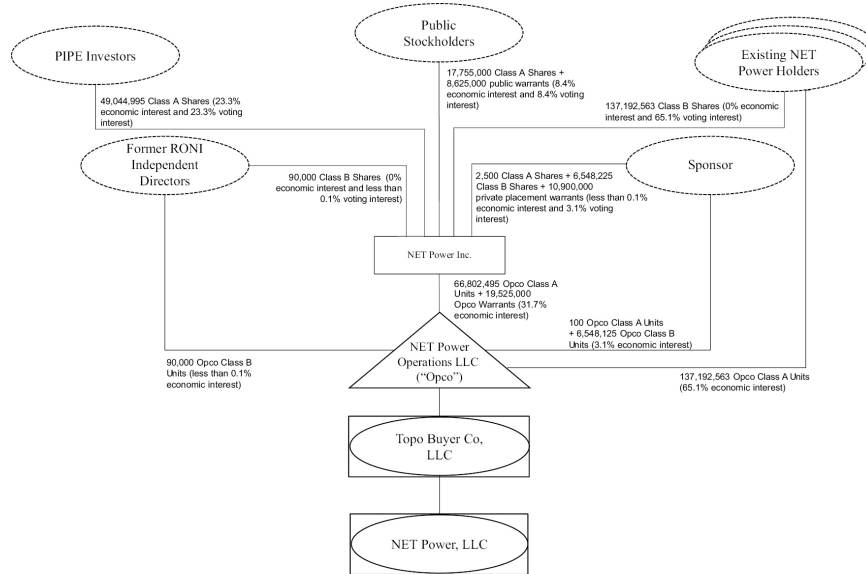 Public
Stockholders
PIPE Investors
Existing NET
Power Holders
17,755,000 Class A Shares +
8,625,000 public warrants (8.4%
economic interest and 8.4% voting
interest)
49,044,995 Class A Shares (23.3%
economic interest and 23.3% voting
interest)
137,192,563 Class B Shares (0% economic
interest and 65.1% voting interest)
Former RONI
Independent
Directors
90,000 Class B Shares (0%
economic interest and less than
0.1% voting interest)
2,500 Class A Shares + 6,548,225
Class B Shares + 10,900,000
private placement warrants (less than 0.1%
economic interest and 3.1% voting
interest)
Sponsor
NET Power Inc.
66,802,495 Opco Class A
Units + 19,525,000
Opco Warrants (31.7%
economic interest)
100 Opco Class A Units
+ 6,548,125 Opco Class B
Units (3.1% economic interest)
NET Power
Operations LLC
(“Opco”)
90,000 Opco Class B
Units (less than 0.1%
economic interest)
137,192,563 Opco Class A Units
(65.1% economic interest)
Topo Buyer Co,
LLC
NET Power, LLC